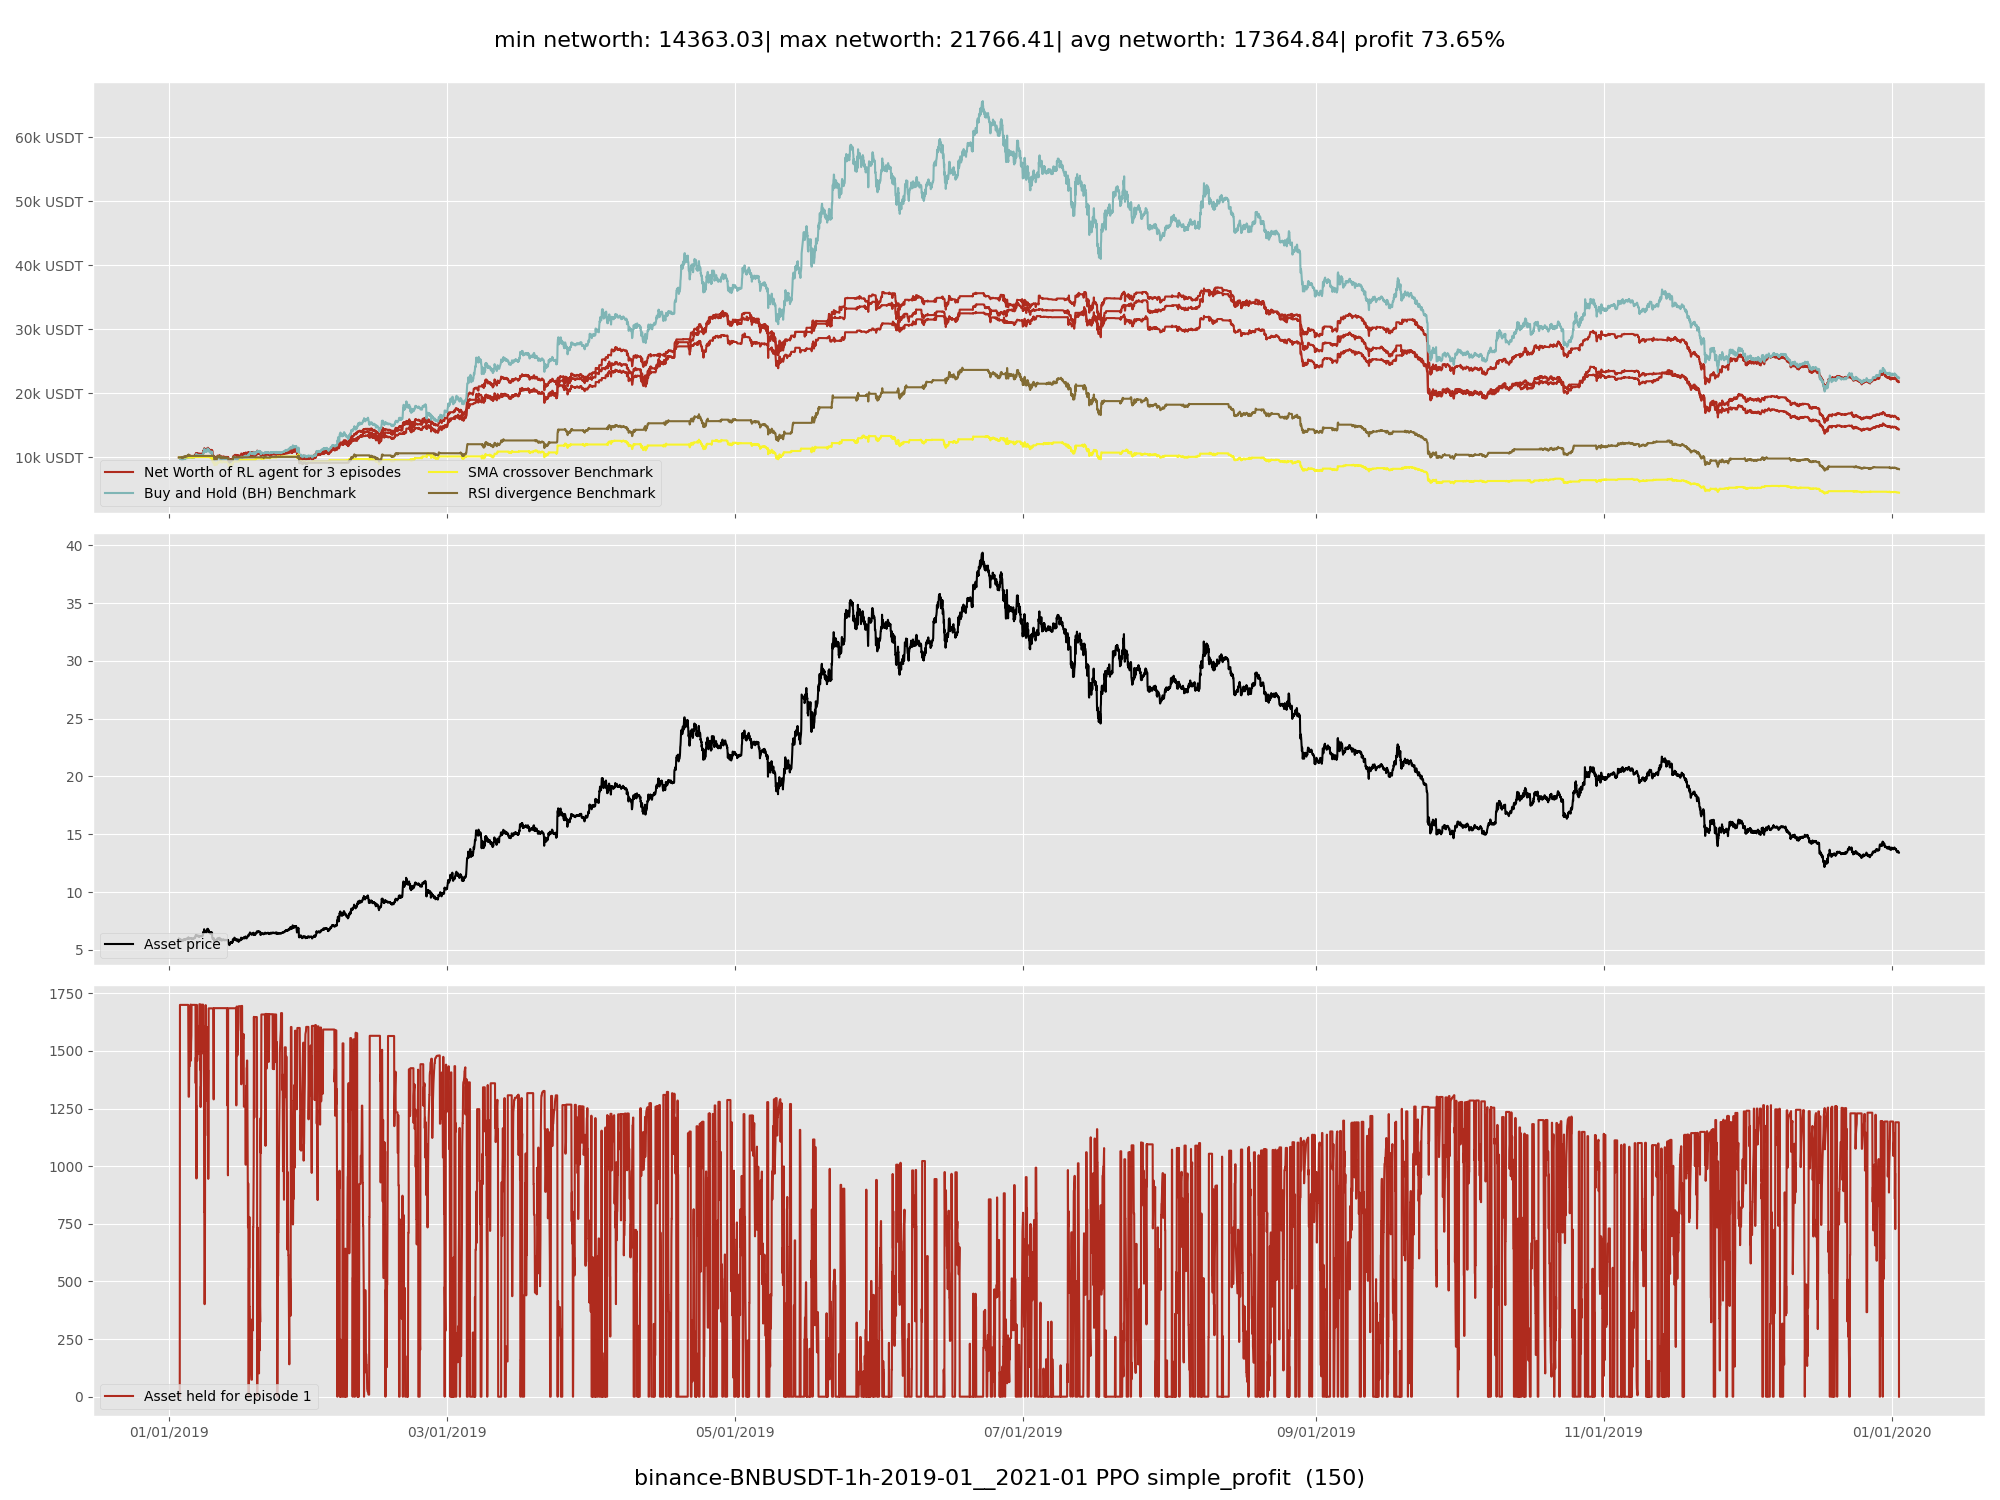 min networth: 14363.03| max networth: 21766.41| avg networth: 17364.84| profit 73.65%
60k USDT
50k USDT
40k USDT
30k USDT
20k USDT
10k USDT
Net Worth of RL agent for 3 episodes
Buy and Hold (BH) Benchmark
SMA crossover Benchmark
RSI divergence Benchmark
40
35
30
25
20
15
10
5
Asset price
1750
1500
1250
1000
750
500
250
0
Asset held for episode 1
01/01/2019 03/01/2019 05/01/2019 07/01/2019 09/01/2019 11/01/2019 01/01/2020
binance-BNBUSDT-1h-2019-01__2021-01 PPO simple_profit (150)